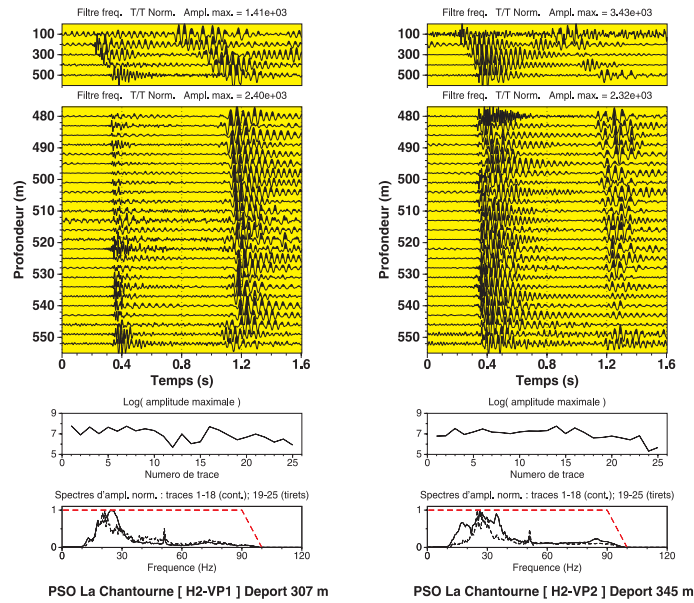 Filtre freq. T/T Norm. Ampl. max. = 1.41e+03
100
300
500
Filtre freq. T/T Norm. Ampl. max. = 2.40e+03
480
490
500
510
520
530
540
550
Profondeur (m)
0 0.4 0.8 1.2 1.6
Temps (s)
Log( amplitude maximale )
9
7
5
0 5 10 15 20 25
Numero de trace
Spectres d'ampl. norm. : traces 1-18 (cont.); 19-25 (tirets)
1
0
0 30 60 90 120
Frequence (Hz)
PSO La Chantourne [ H2-VP1 ] Deport 307 m
Filtre freq. T/T Norm. Ampl. max. = 3.43e+03
100
300
500
Filtre freq. T/T Norm. Ampl. max. = 2.32e+03
480
490
500
510
520
530
540
550
Profondeur (m)
0 0.4 0.8 1.2 1.6
Temps (s)
Log( amplitude maximale )
9
7
5
0 5 10 15 20 25
Numero de trace
Spectres d'ampl. norm. : traces 1-18 (cont.); 19-25 (tirets)
1
0
0 30 60 90 120
Frequence (Hz)
PSO La Chantourne [ H2-VP2 ] Deport 345 m